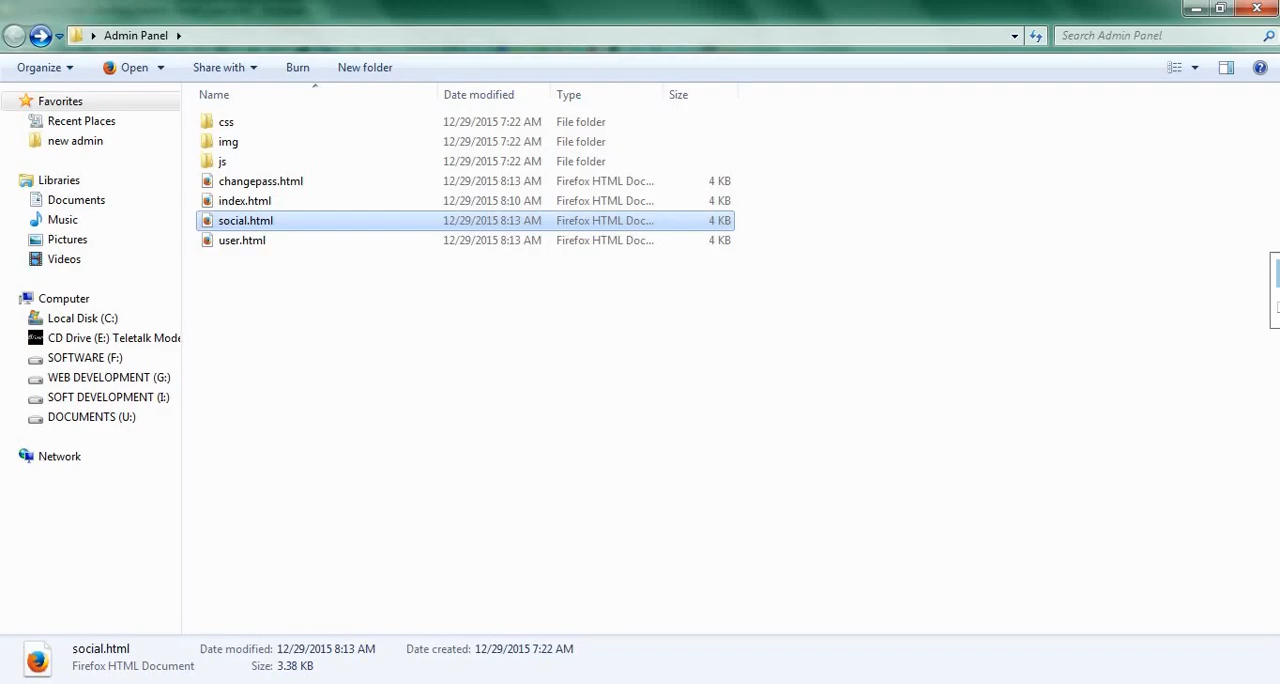 Admin Panel
Search Admin Panel
Organize Open Share with Burn New folder
Name Date modified Type Size
Favorites
Recent Places
new admin
Libraries
Documents
Music
Pictures
Videos
Computer
Local Disk (C:)
CD Drive (E:) Teletalk Mode
SOFTWARE (F:)
WEB DEVELOPMENT (G:)
SOFT DEVELOPMENT (I:)
DOCUMENTS (U:)
Network
css 12/29/2015 7:22 AM File folder
img 12/29/2015 7:22 AM File folder
js 12/29/2015 7:22 AM File folder
changepass.html 12/29/2015 8:13 AM Firefox HTML Doc... 4 KB
index.html 12/29/2015 8:10 AM Firefox HTML Doc... 4 KB
social.html 12/29/2015 8:13 AM Firefox HTML Doc... 4 KB
user.html 12/29/2015 8:13 AM Firefox HTML Doc... 4 KB
social.html Date modified: 12/29/2015 8:13 AM Date created: 12/29/2015 7:22 AM
Firefox HTML Document Size: 3.38 KB